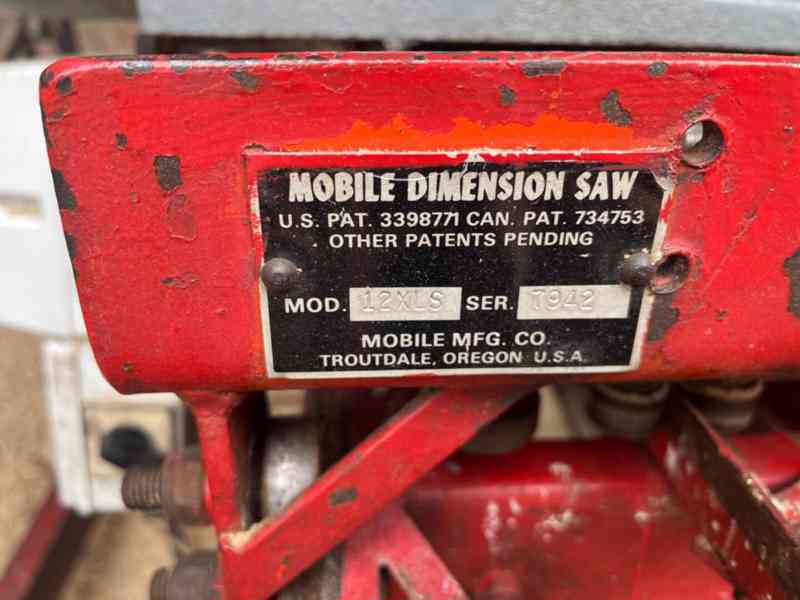 MOBILE DIMENSION SAW
U.S. PAT. 3398771 CAN. PAT. 734753
OTHER PATENTS PENDING
MOD. 12XLS SER. T942
MOBILE MFG. CO.
TROUTDALE, OREGON U.S.A.